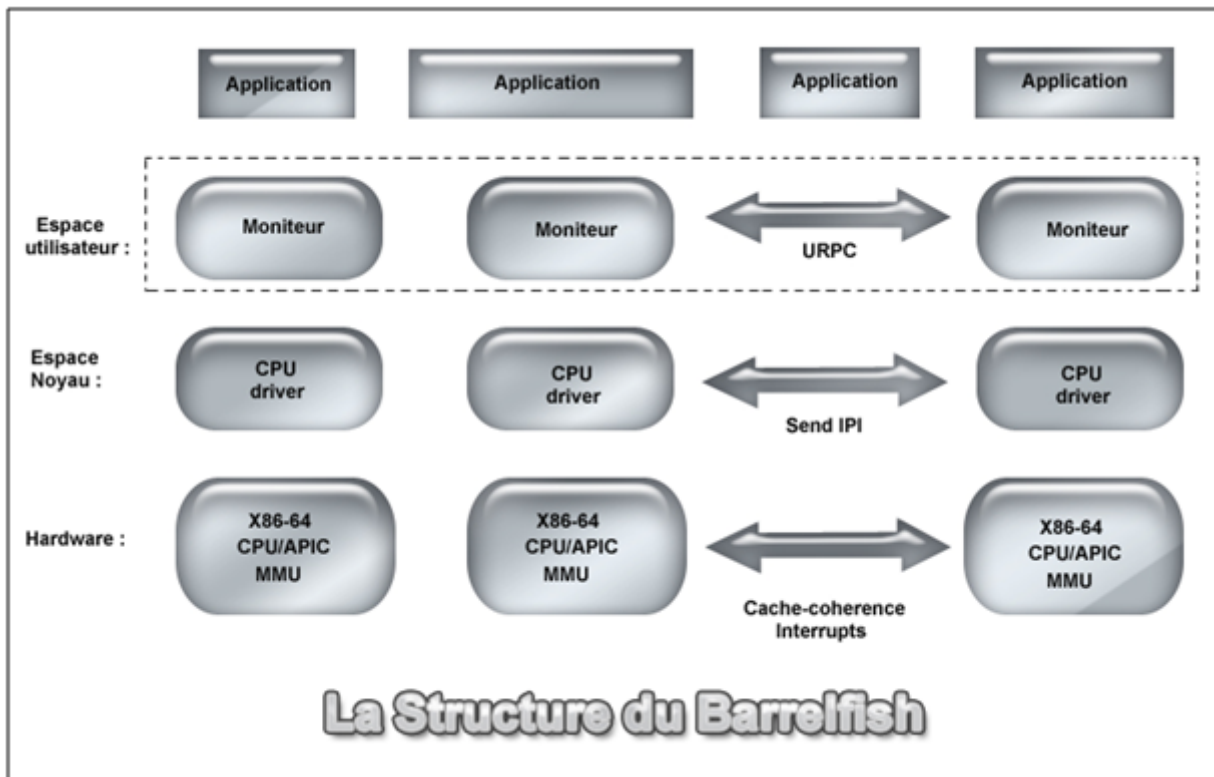 Application
Application
Application
Application
Espace
utilisateur :
Moniteur
Moniteur
URPC
Moniteur
Espace
Noyau :
CPU
driver
CPU
driver
Send IPI
CPU
driver
Hardware :
X86-64
CPU/APIC
MMU
X86-64
CPU/APIC
MMU
Cache-coherence
Interrupts
X86-64
CPU/APIC
MMU
La Structure du Barrelfish